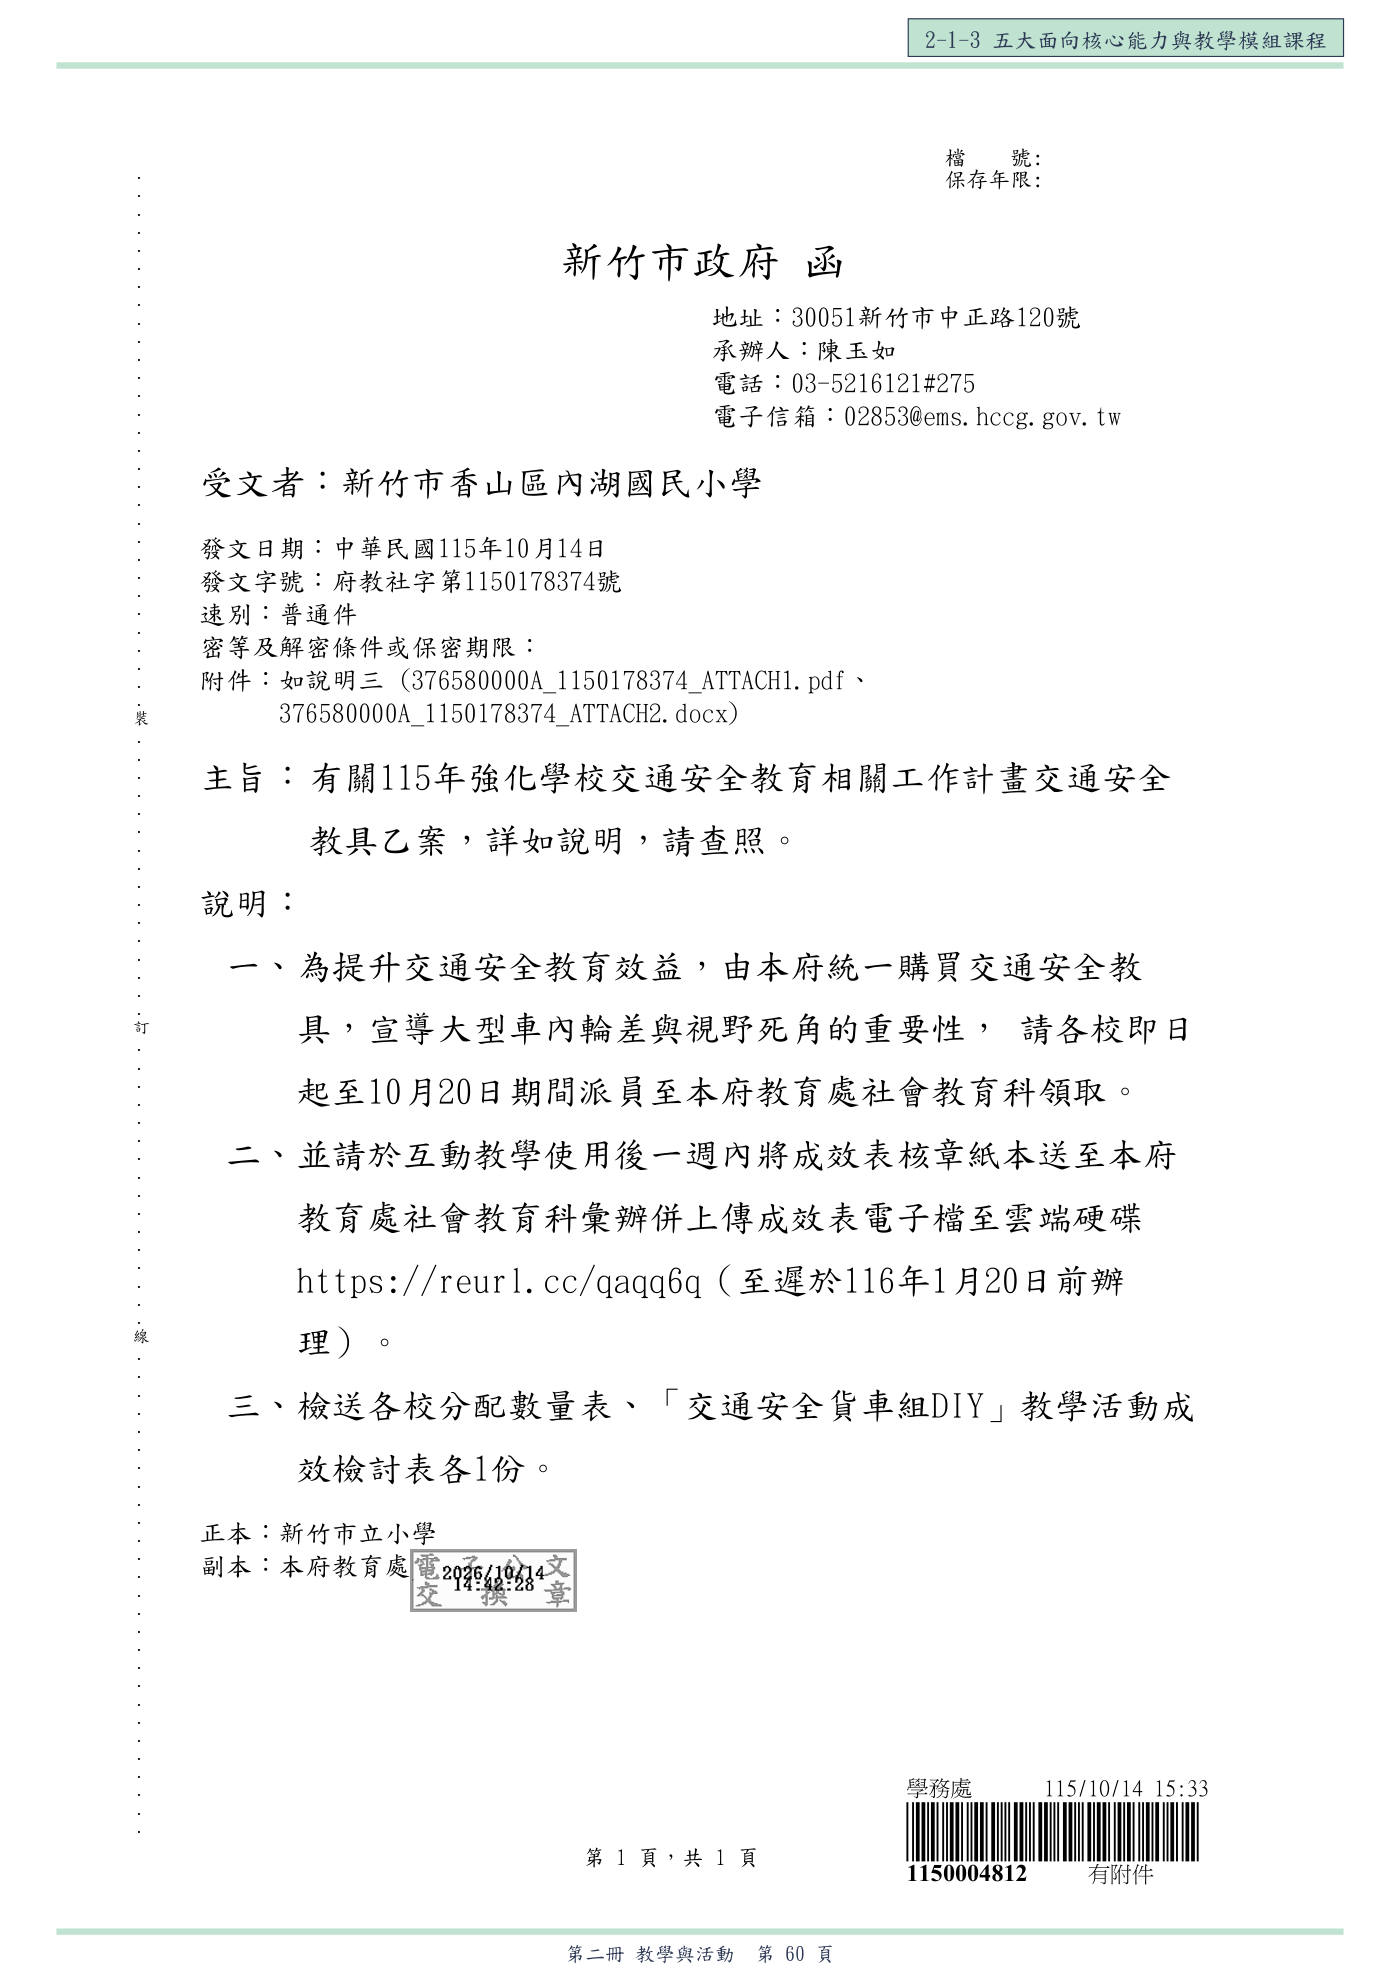 2-1-3 五大面向核心能力與教學模組課程
檔　　號:
保存年限:
新竹市政府 函
地址：30051新竹市中正路120號
承辦人：陳玉如
電話：03-5216121#275
電子信箱：02853@ems.hccg.gov.tw
受文者：新竹市香山區內湖國民小學
發文日期：中華民國115年10月14日
發文字號：府教社字第1150178374號
速別：普通件
密等及解密條件或保密期限：
附件：如說明三 (376580000A_1150178374_ATTACH1.pdf、
376580000A_1150178374_ATTACH2.docx)
裝
主旨：有關115年強化學校交通安全教育相關工作計畫交通安全
教具乙案，詳如說明，請查照。
說明：
一、為提升交通安全教育效益，由本府統一購買交通安全教
訂
具，宣導大型車內輪差與視野死角的重要性， 請各校即日
起至10月20日期間派員至本府教育處社會教育科領取。
二、並請於互動教學使用後一週內將成效表核章紙本送至本府
教育處社會教育科彙辦併上傳成效表電子檔至雲端硬碟
https://reurl.cc/qaqq6q（至遲於116年1月20日前辦
線
理）。
三、檢送各校分配數量表、「交通安全貨車組DIY」教學活動成
效檢討表各1份。
正本：新竹市立小學
副本：本府教育處
電子公文
2026/10/14
14:42:28
交換章
學務處 115/10/14 15:33
第 1 頁，共 1 頁
1150004812 有附件
第二冊 教學與活動 第 60 頁